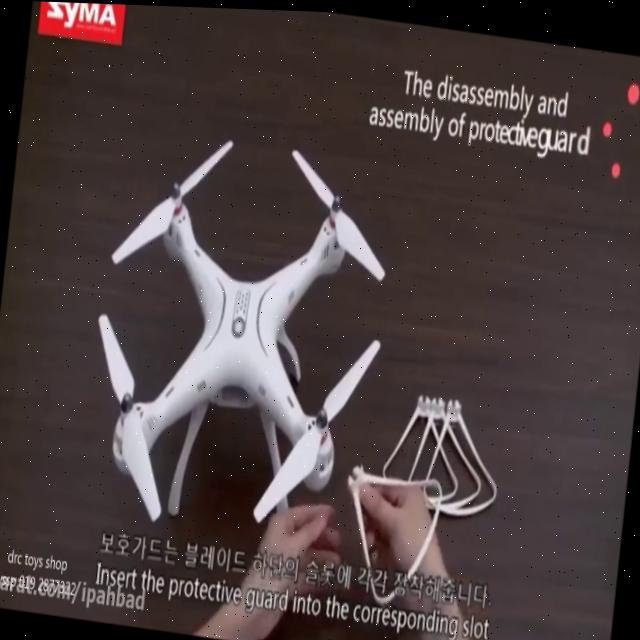 SYMA
The disassembly and
assembly of protective guard
보호가드는 블레이드 하단의 슬롯에 각각 장착해줍니다.
Insert the protective guard into the corresponding slot
drc toys shop
.com/ipahbad